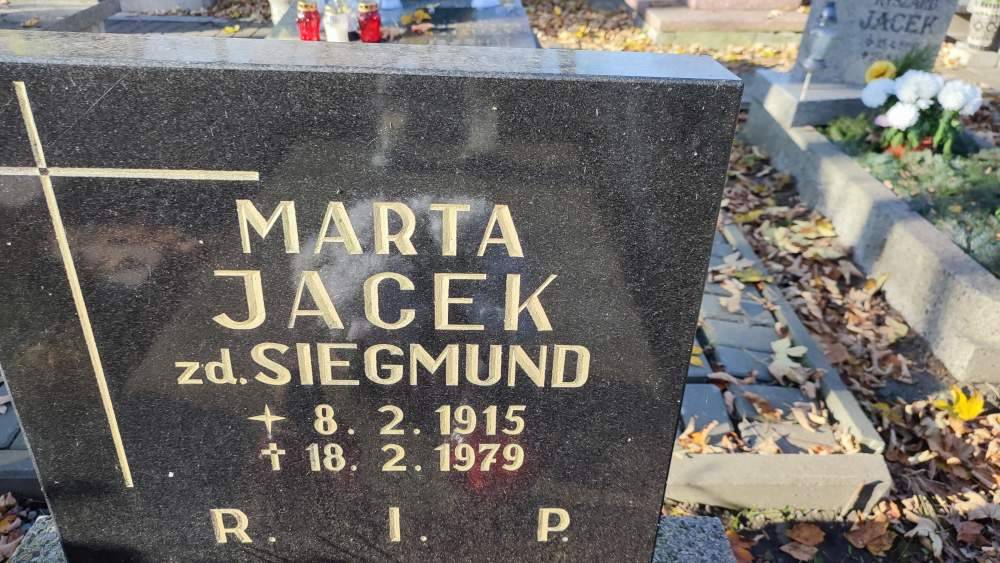 MARTA
JACEK
zd. SIEGMUND
8. 2. 1915
✝ 18. 2. 1979
R. I. P.
JACEK